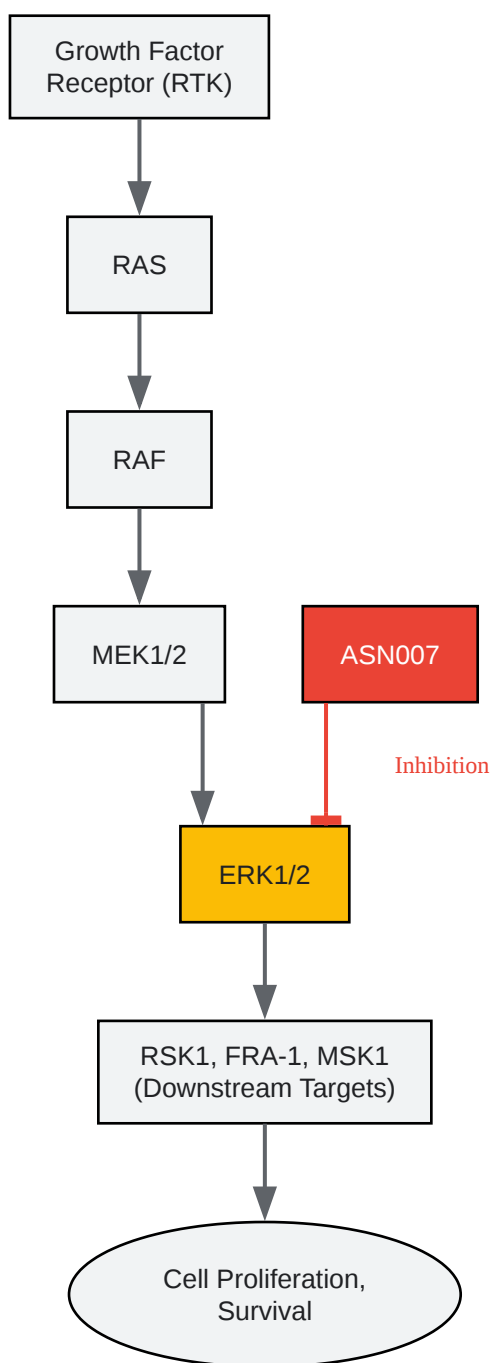 Growth Factor
Receptor (RTK)
RAS
RAF
MEK1/2
ASN007
Inhibition
ERK1/2
RSK1, FRA-1, MSK1
(Downstream Targets)
Cell Proliferation,
Survival